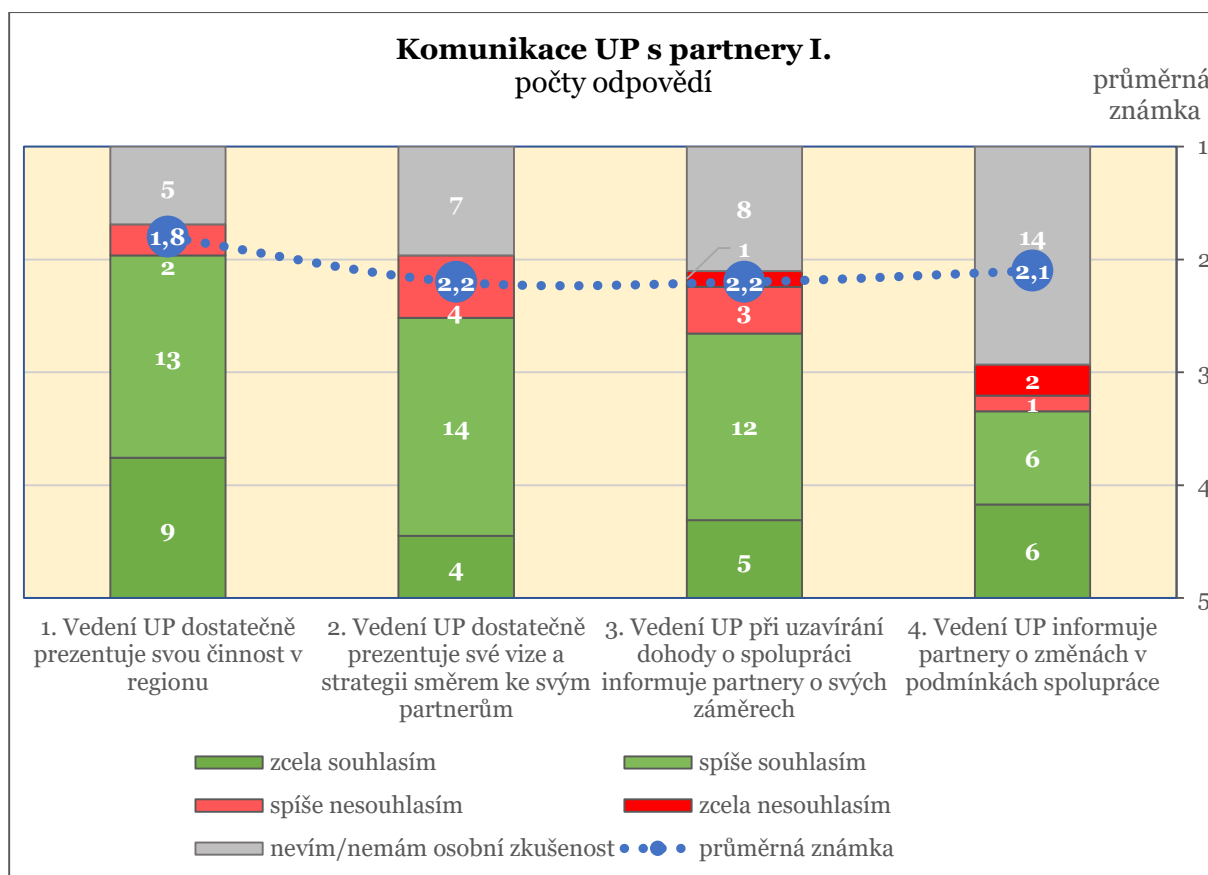 Komunikace UP s partnery I.
počty odpovědí
průměrná
známka
5
7
8
14
1
1,8
2
2,2
4
2,2
3
2,1
2
1
13
14
12
6
9
4
5
6
1
2
3
4
5
1. Vedení UP dostatečně
prezentuje svou činnost v
regionu
2. Vedení UP dostatečně
prezentuje své vize a
strategii směrem ke svým
partnerům
3. Vedení UP při uzavírání
dohody o spolupráci
informuje partnery o svých
záměrech
4. Vedení UP informuje
partnery o změnách v
podmínkách spolupráce
zcela souhlasím
spíše souhlasím
spíše nesouhlasím
zcela nesouhlasím
nevím/nemám osobní zkušenost
průměrná známka